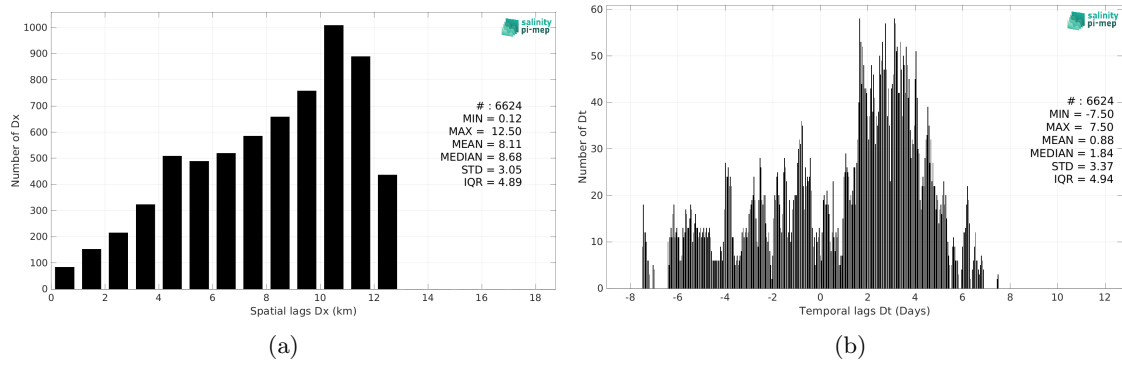 salinity
pi-mep
1000
900
800
700
600
500
400
300
200
100
0
Number of Dx
# : 6624
MIN = 0.12
MAX = 12.50
MEAN = 8.11
MEDIAN = 8.68
STD = 3.05
IQR = 4.89
0 2 4 6 8 10 12 14 16 18
Spatial lags Dx (km)
(a)
salinity
pi-mep
60
50
40
30
20
10
0
Number of Dt
# : 6624
MIN = -7.50
MAX = 7.50
MEAN = 0.88
MEDIAN = 1.84
STD = 3.37
IQR = 4.94
-8 -6 -4 -2 0 2 4 6 8 10 12
Temporal lags Dt (Days)
(b)